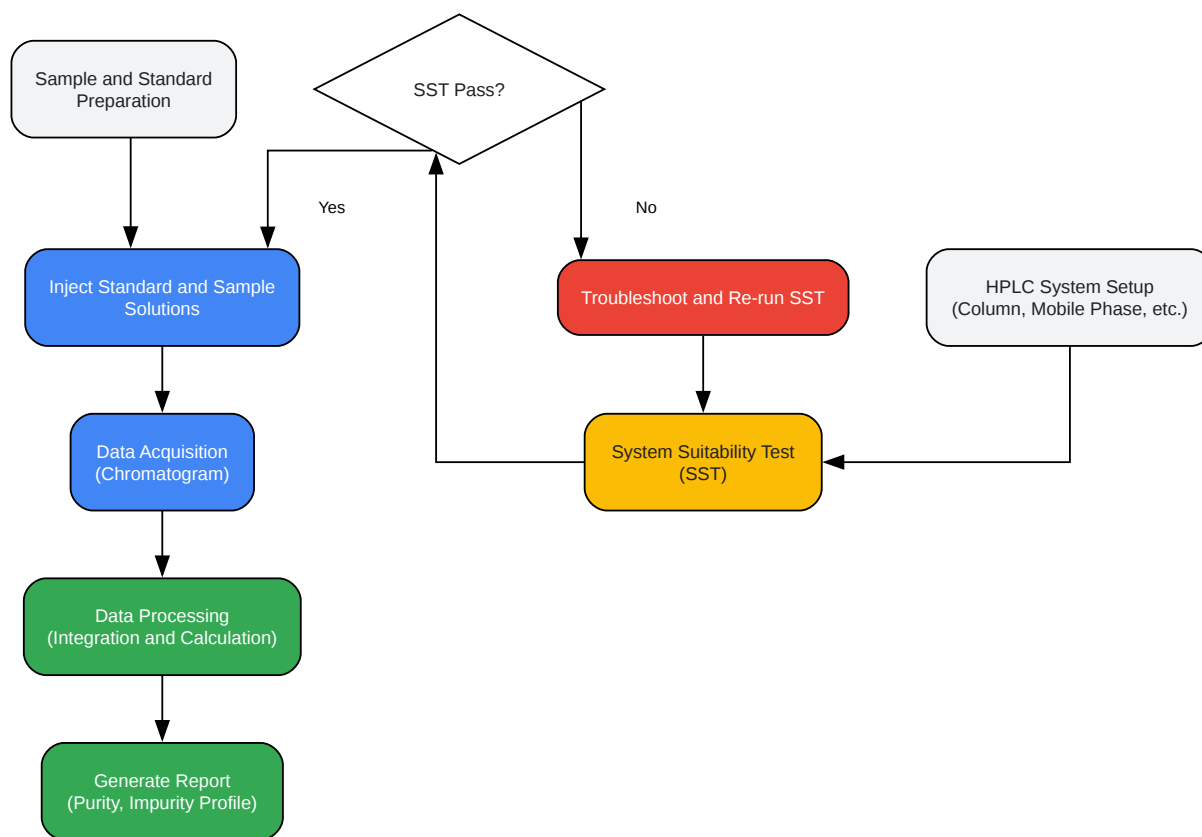 Sample and Standard
Preparation
SST Pass?
Yes
No
Inject Standard and Sample
Solutions
Troubleshoot and Re-run SST
HPLC System Setup
(Column, Mobile Phase, etc.)
Data Acquisition
(Chromatogram)
System Suitability Test
(SST)
Data Processing
(Integration and Calculation)
Generate Report
(Purity, Impurity Profile)